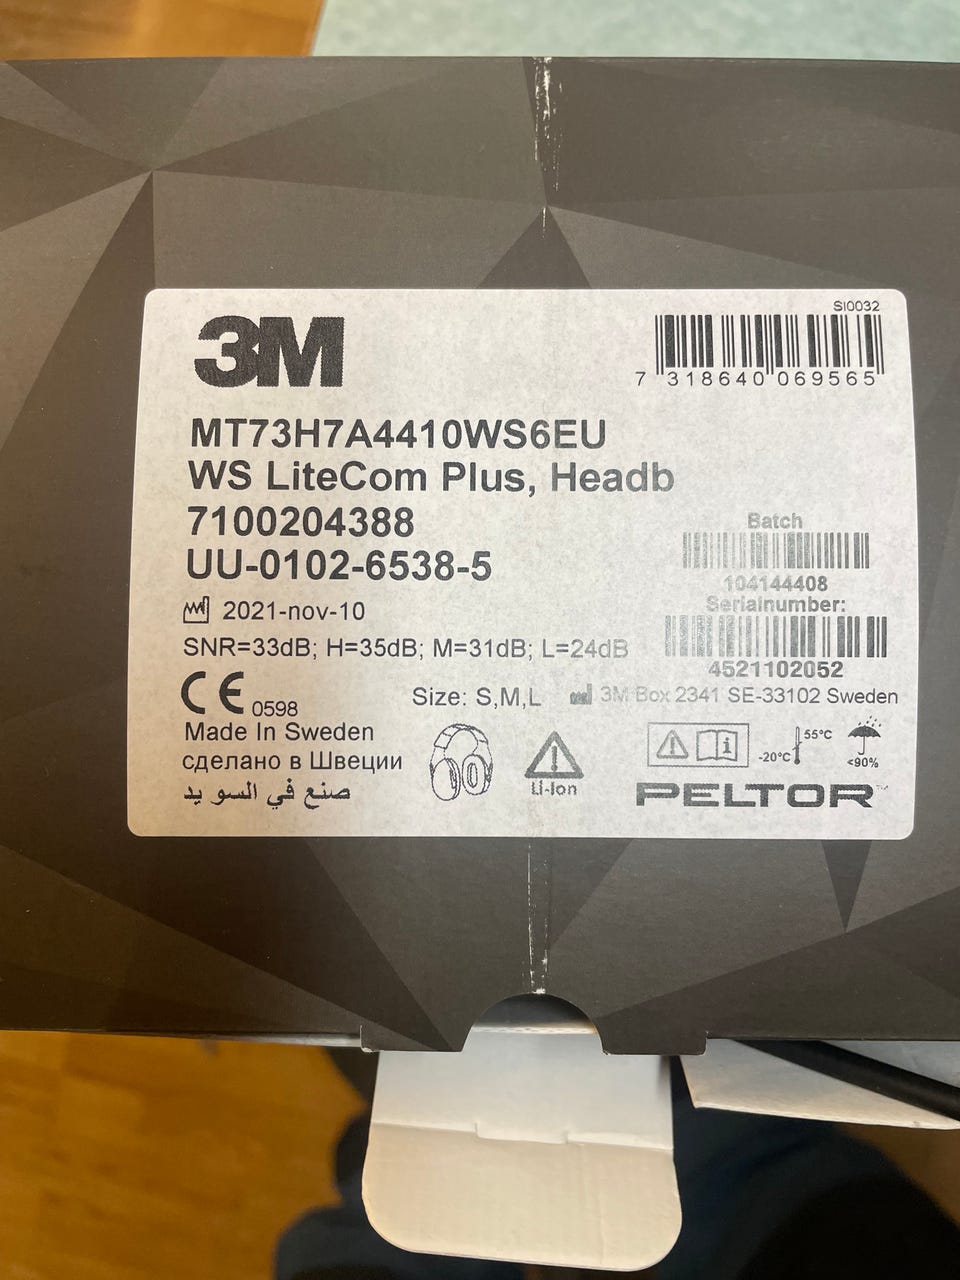 3M
SI0032
7 318640 069565
MT73H7A4410WS6EU
WS LiteCom Plus, Headb
7100204388
UU-0102-6538-5
2021-nov-10
Batch
104144408
Serialnumber:
4521102052
SNR=33dB; H=35dB; M=31dB; L=24dB
CE 0598
Size: S,M,L
3M Box 2341 SE-33102 Sweden
Made In Sweden
сделано в Швеции
صنع في السو يد
Li-Ion
i
-20°C
55°C
<90%
PELTOR™